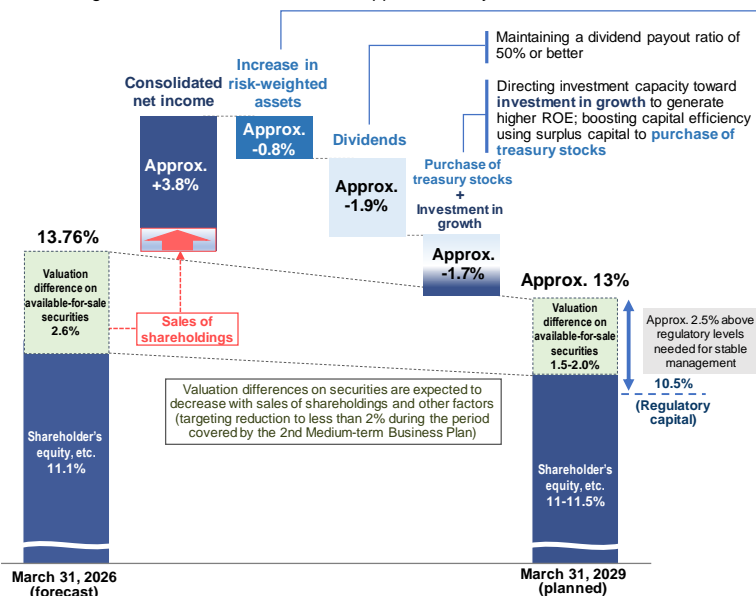 Maintaining a dividend payout ratio of
50% or better
Increase in
risk-weighted
assets
Consolidated
net income
Directing investment capacity toward
investment in growth to generate
higher ROE; boosting capital efficiency
using surplus capital to purchase of
treasury stocks
Approx.
-0.8%
Dividends
Approx.
+3.8%
Purchase of
treasury stocks
+
Investment in
growth
Approx.
-1.9%
13.76%
Approx.
-1.7%
Approx. 13%
Valuation
difference on
available-for-sale
securities
2.6%
Sales of
shareholdings
Valuation
difference on
available-for-sale
securities
1.5-2.0%
Approx. 2.5% above
regulatory levels
needed for stable
management
10.5%
(Regulatory
capital)
Valuation differences on securities are expected to
decrease with sales of shareholdings and other factors
(targeting reduction to less than 2% during the period
covered by the 2nd Medium-term Business Plan)
Shareholder's
equity, etc.
11.1%
Shareholder's
equity, etc.
11-11.5%
March 31, 2026
(forecast)
March 31, 2029
(planned)